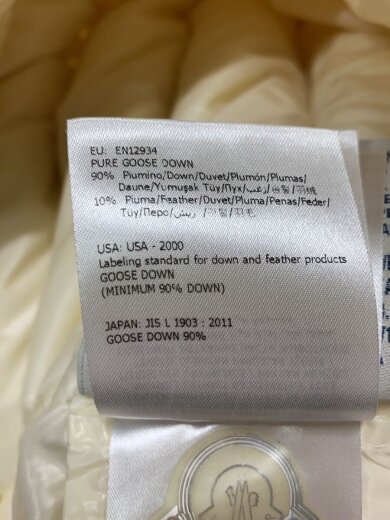 EU: EN12934
PURE GOOSE DOWN
90% Piumino/Down/Duvet/Plumón/Plumas/
Daune/Yumuşak Tüy/Пух/زغب/
10% Piuma/Feather/Duvet/Pluma/Penas/Feder/
Tüy/Перо/ريش/
USA: USA - 2000
Labeling standard for down and feather products
GOOSE DOWN
(MINIMUM 90% DOWN)
JAPAN: JIS L 1903 : 2011
GOOSE DOWN 90%